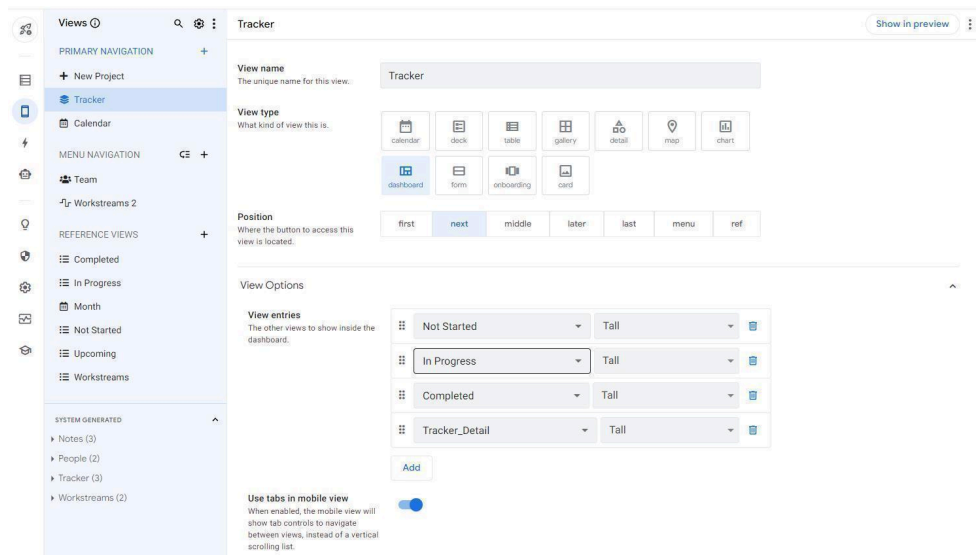 Views
Tracker
Show in preview
PRIMARY NAVIGATION
New Project
Tracker
Calendar
MENU NAVIGATION
Team
Workstreams 2
REFERENCE VIEWS
Completed
In Progress
Month
Not Started
Upcoming
Workstreams
SYSTEM GENERATED
Notes (3)
People (2)
Tracker (3)
Workstreams (2)
View name
The unique name for this view.
Tracker
View type
What kind of view this is.
calendar
deck
table
gallery
detail
map
chart
dashboard
form
onboarding
card
Position
Where the button to access this
view is located.
first
next
middle
later
last
menu
ref
View Options
View entries
The other views to show inside the
dashboard.
Not Started
Tall
In Progress
Tall
Completed
Tall
Tracker_Detail
Tall
Add
Use tabs in mobile view
When enabled, the mobile view will
show tab controls to navigate
between views, instead of a vertical
scrolling list.